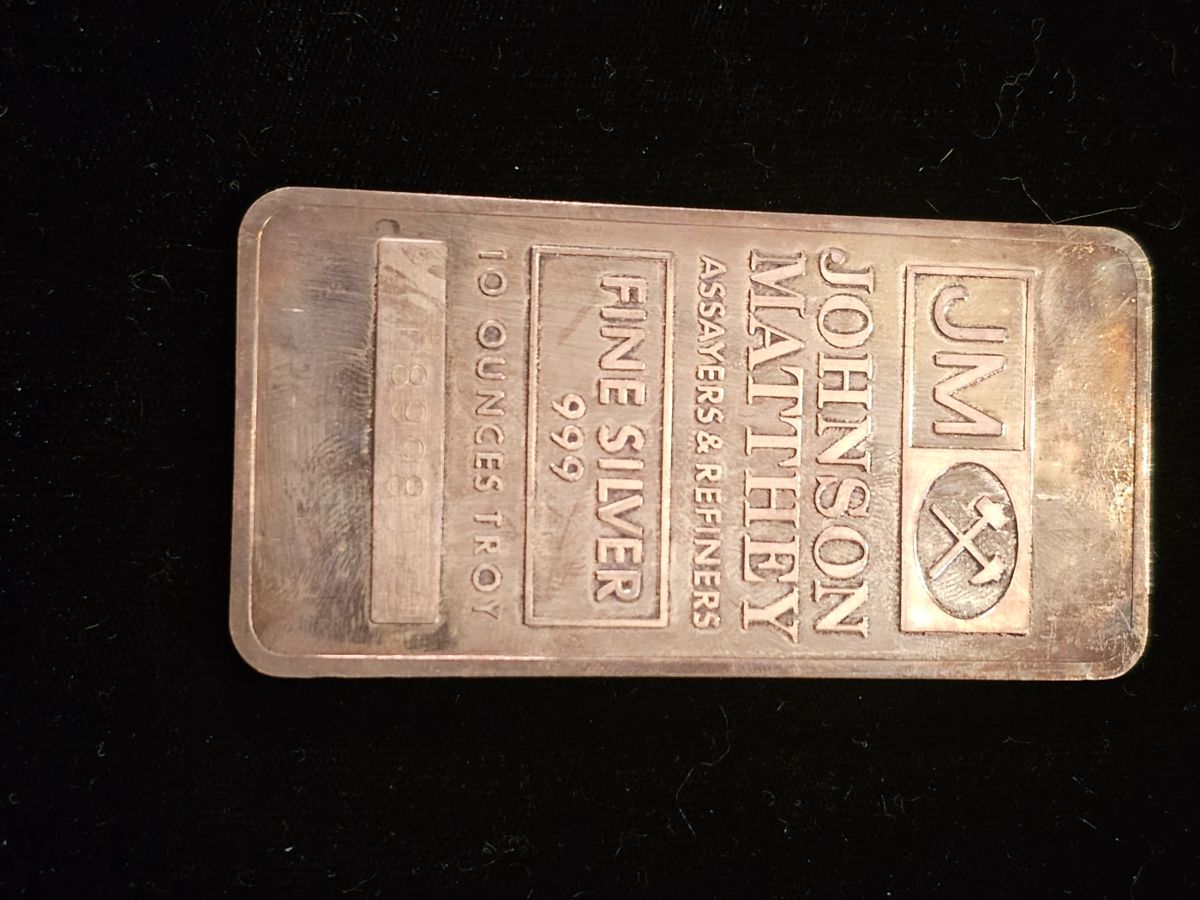 JM
JOHNSON
MATTHEY
ASSAYERS & REFINERS
FINE SILVER
999
10 OUNCES TROY